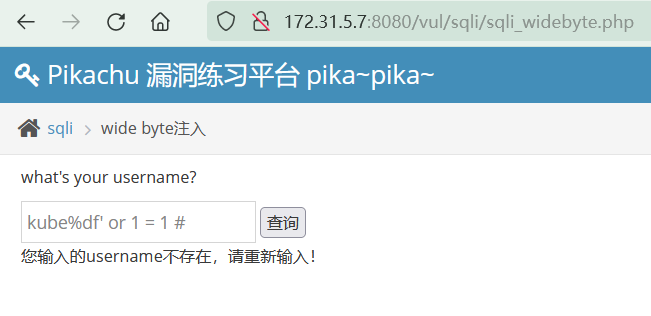 172.31.5.7:8080/vul/sqli/sqli_widebyte.php
Pikachu 漏洞练习平台 pika~pika~
sqli > wide byte注入
what's your username?
kube%df' or 1 = 1 # 查询
您输入的username不存在，请重新输入！